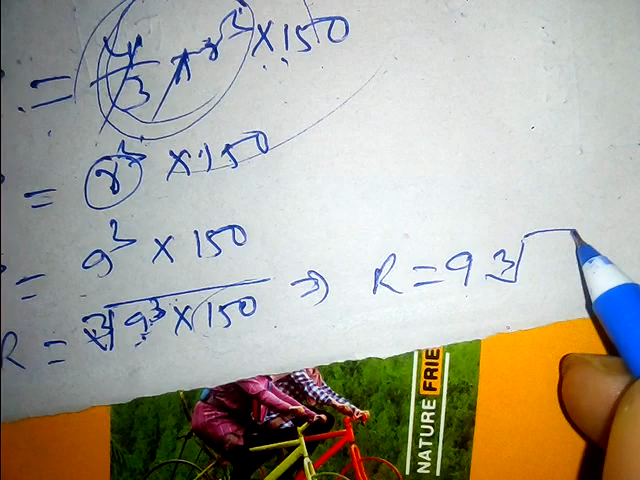 = 4/3 π r³ × 150
= r³ × 150
= 9³ × 150
R = ∛9³ × 150 ⇒ R = 9 ∛
NATURE FRIE